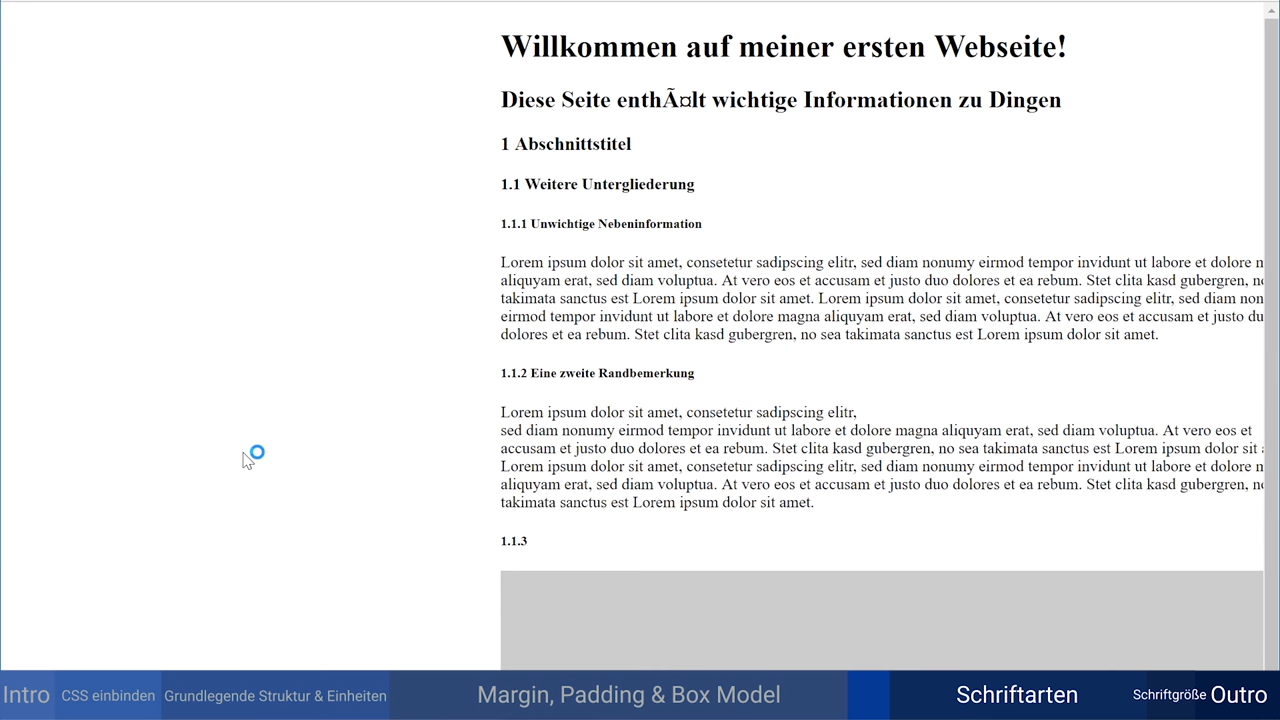 Willkommen auf meiner ersten Webseite!
Diese Seite enthÃ¤lt wichtige Informationen zu Dingen
1 Abschnittstitel
1.1 Weitere Untergliederung
1.1.1 Unwichtige Nebeninformation
Lorem ipsum dolor sit amet, consetetur sadipscing elitr, sed diam nonumy eirmod tempor invidunt ut labore et dolore
aliquyam erat, sed diam voluptua. At vero eos et accusam et justo duo dolores et ea rebum. Stet clita kasd gubergren,
takimata sanctus est Lorem ipsum dolor sit amet. Lorem ipsum dolor sit amet, consetetur sadipscing elitr, sed diam
eirmod tempor invidunt ut labore et dolore magna aliquyam erat, sed diam voluptua. At vero eos et accusam et justo
dolores et ea rebum. Stet clita kasd gubergren, no sea takimata sanctus est Lorem ipsum dolor sit amet.
1.1.2 Eine zweite Randbemerkung
Lorem ipsum dolor sit amet, consetetur sadipscing elitr,
sed diam nonumy eirmod tempor invidunt ut labore et dolore magna aliquyam erat, sed diam voluptua. At vero eos et
accusam et justo duo dolores et ea rebum. Stet clita kasd gubergren, no sea takimata sanctus est Lorem ipsum dolor sit
Lorem ipsum dolor sit amet, consetetur sadipscing elitr, sed diam nonumy eirmod tempor invidunt ut labore et dolore
aliquyam erat, sed diam voluptua. At vero eos et accusam et justo duo dolores et ea rebum. Stet clita kasd gubergren,
takimata sanctus est Lorem ipsum dolor sit amet.
1.1.3
Intro CSS einbinden Grundlegende Struktur & Einheiten Margin, Padding & Box Model Schriftarten Schriftgröße Outro